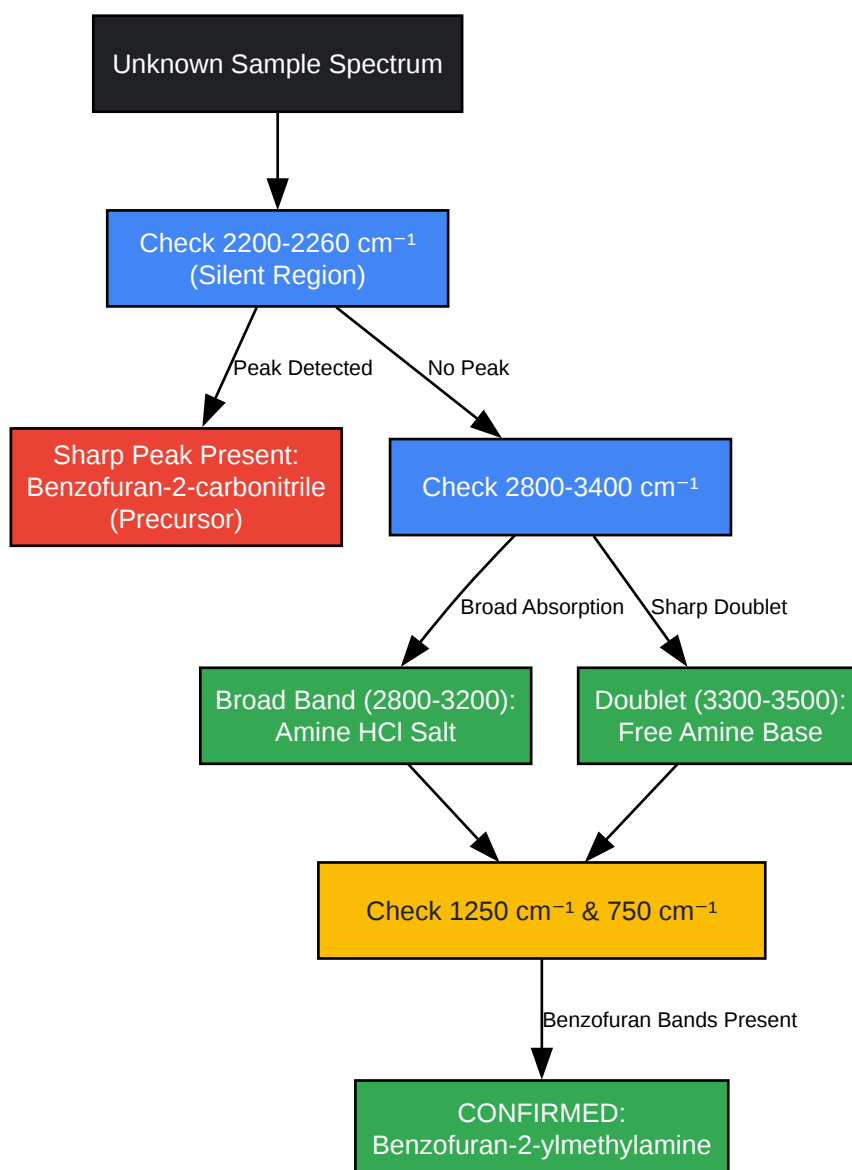 Unknown Sample Spectrum
Check 2200-2260 cm⁻¹
(Silent Region)
Peak Detected
No Peak
Sharp Peak Present:
Benzofuran-2-carbonitrile
(Precursor)
Check 2800-3400 cm⁻¹
Broad Absorption
Sharp Doublet
Broad Band (2800-3200):
Amine HCl Salt
Doublet (3300-3500):
Free Amine Base
Check 1250 cm⁻¹ & 750 cm⁻¹
Benzofuran Bands Present
CONFIRMED:
Benzofuran-2-ylmethylamine